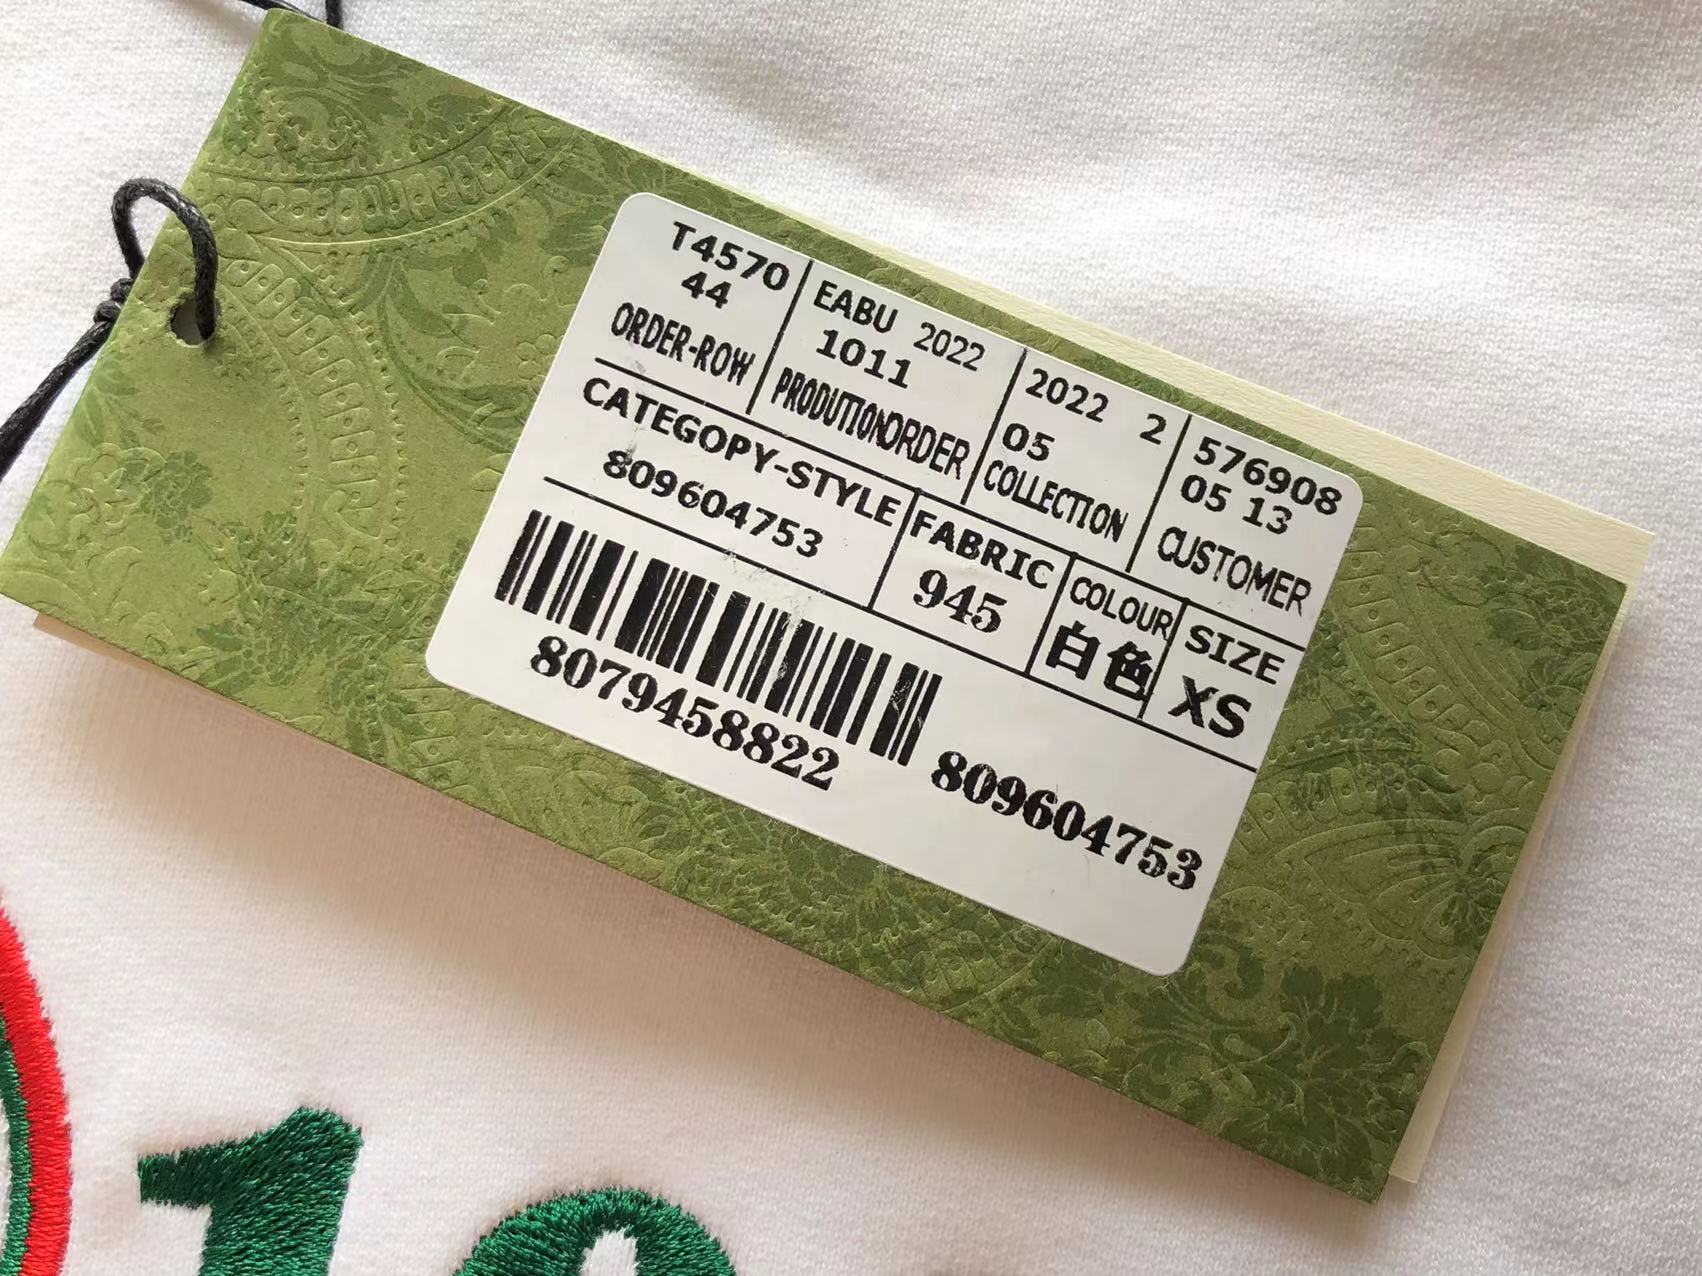 T4570
44
ORDER-ROW
EABU 2022
1011
PRODUTIONORDER
2022 2
05
COLLECTION
576908
05 13
CUSTOMER
CATEGOPY-STYLE
809604753
FABRIC
945
COLOUR
白色
SIZE
XS
8079458822
809604753